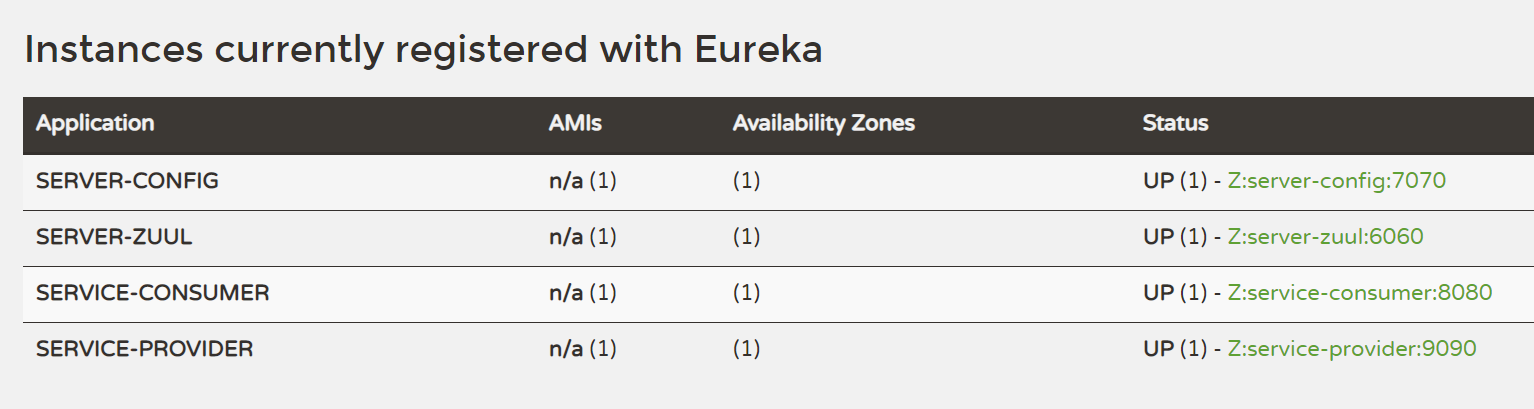 Instances currently registered with Eureka
Application AMIs Availability Zones Status
SERVER-CONFIG n/a (1) (1) UP (1) - Z:server-config:7070
SERVER-ZUUL n/a (1) (1) UP (1) - Z:server-zuul:6060
SERVICE-CONSUMER n/a (1) (1) UP (1) - Z:service-consumer:8080
SERVICE-PROVIDER n/a (1) (1) UP (1) - Z:service-provider:9090